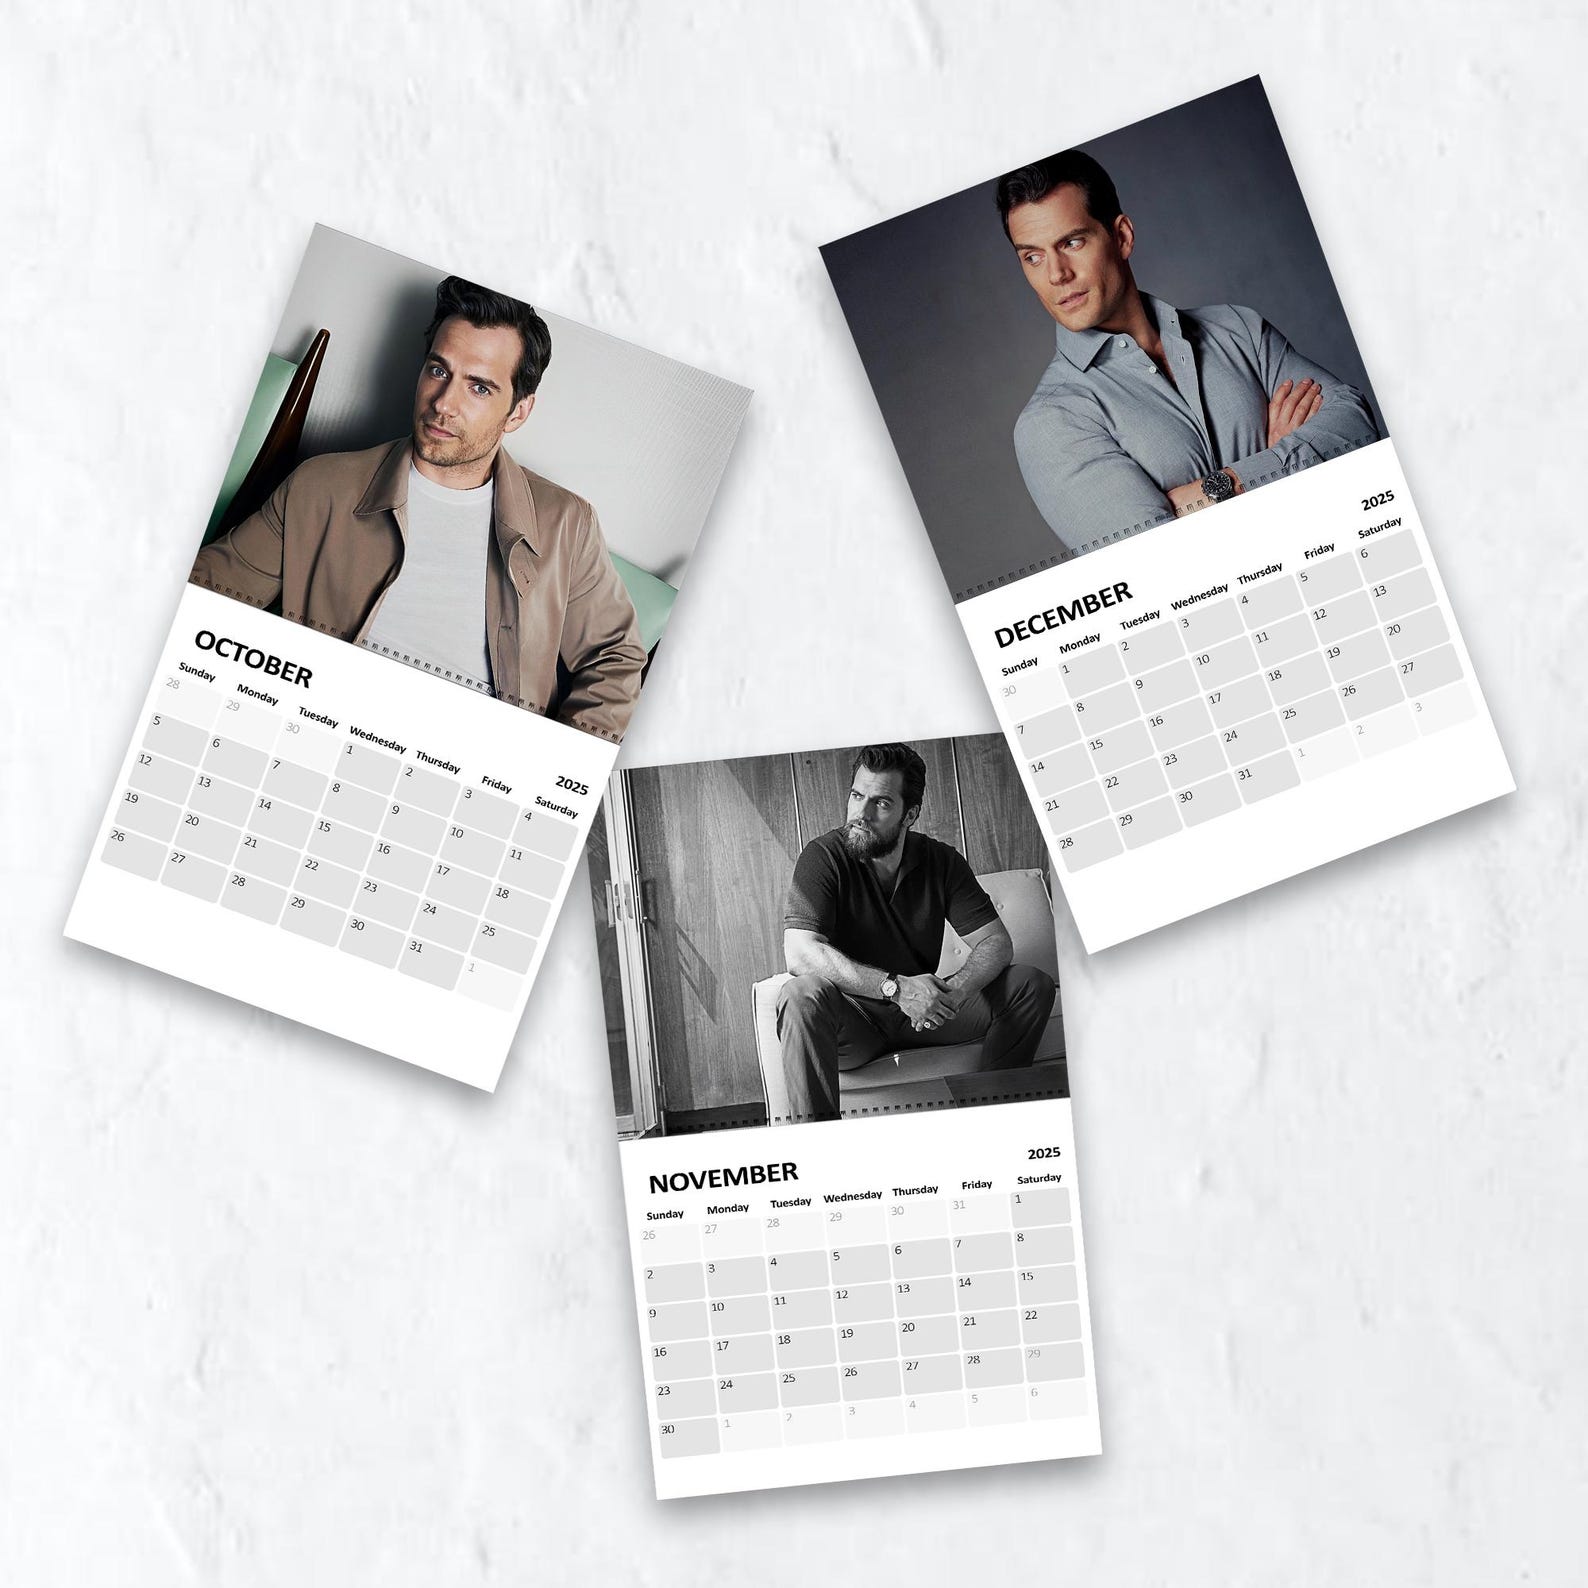 OCTOBER
2025
Sunday Monday Tuesday Wednesday Thursday Friday Saturday
28 29 30 1 2 3 4
5 6 7 8 9 10 11
12 13 14 15 16 17 18
19 20 21 22 23 24 25
26 27 28 29 30 31 1
DECEMBER
2025
Sunday Monday Tuesday Wednesday Thursday Friday Saturday
30 1 2 3 4 5 6
7 8 9 10 11 12 13
14 15 16 17 18 19 20
21 22 23 24 25 26 27
28 29 30 31 1 2 3
NOVEMBER
2025
Sunday Monday Tuesday Wednesday Thursday Friday Saturday
26 27 28 29 30 31 1
2 3 4 5 6 7 8
9 10 11 12 13 14 15
16 17 18 19 20 21 22
23 24 25 26 27 28 29
30 1 2 3 4 5 6